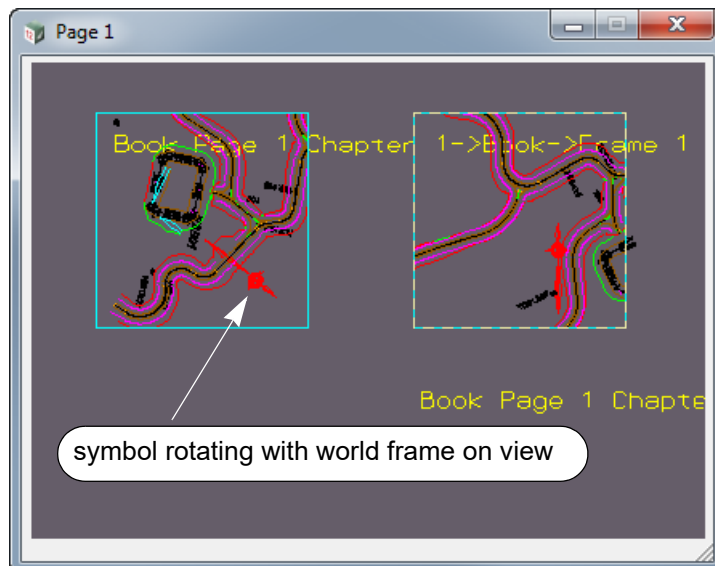 Page 1
Book Page 1 Chapter 1->Book->Frame 1
Book Page 1 Chapte
symbol rotating with world frame on view